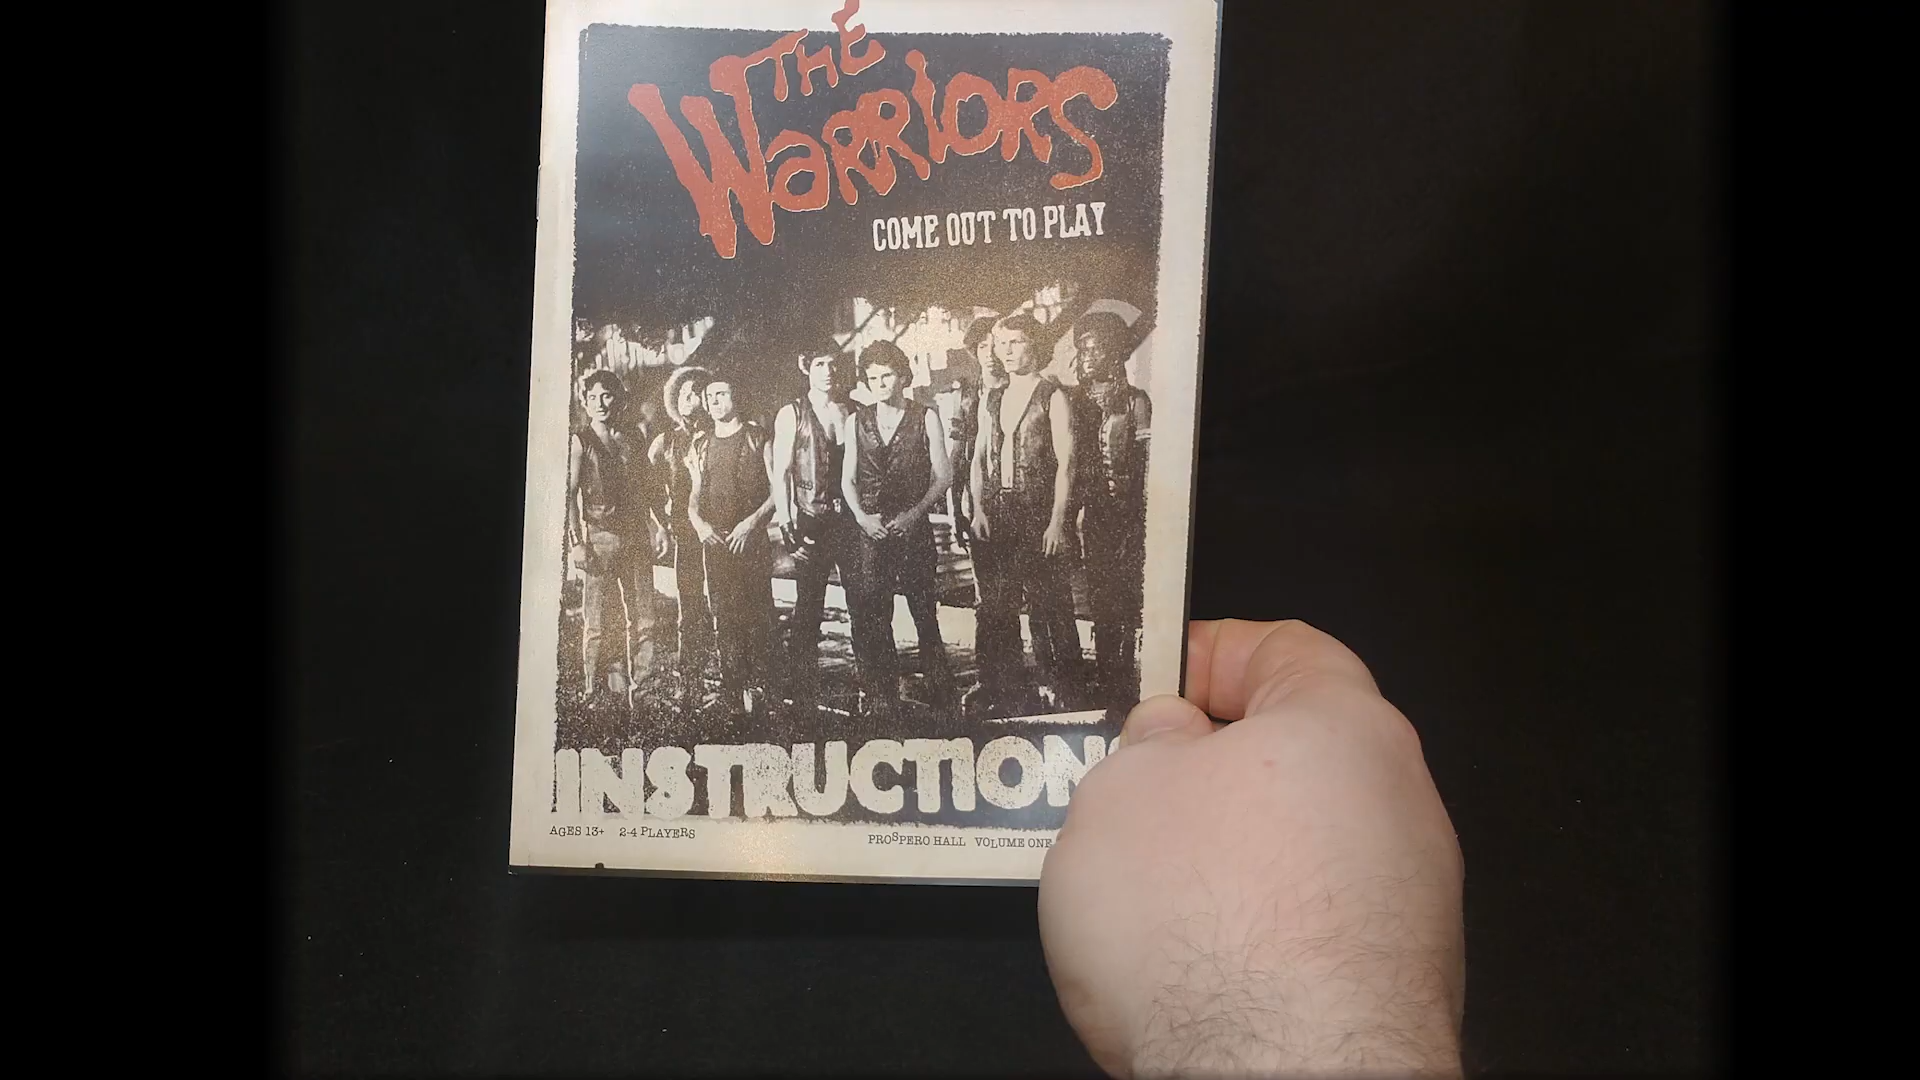 THE
WARRIORS
COME OUT TO PLAY
INSTRUCTION
AGES 13+ 2-4 PLAYERS
PROSPERO HALL VOLUME ONE